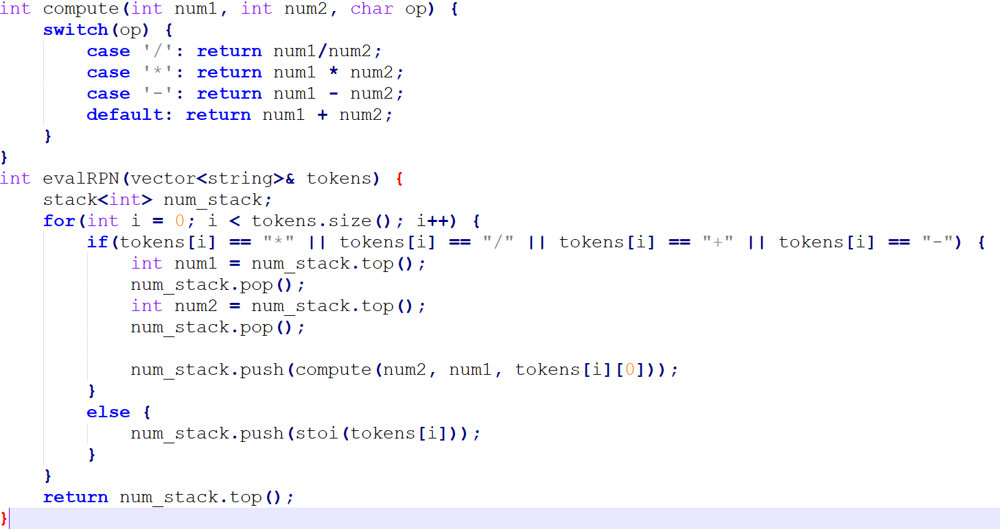 int compute(int num1, int num2, char op) {
    switch(op) {
        case '/': return num1/num2;
        case '*': return num1 * num2;
        case '-': return num1 - num2;
        default: return num1 + num2;
    }
}
int evalRPN(vector<string>& tokens) {
    stack<int> num_stack;
    for(int i = 0; i < tokens.size(); i++) {
        if(tokens[i] == "*" || tokens[i] == "/" || tokens[i] == "+" || tokens[i] == "-") {
            int num1 = num_stack.top();
            num_stack.pop();
            int num2 = num_stack.top();
            num_stack.pop();

            num_stack.push(compute(num2, num1, tokens[i][0]));
        }
        else {
            num_stack.push(stoi(tokens[i]));
        }
    }
    return num_stack.top();
}